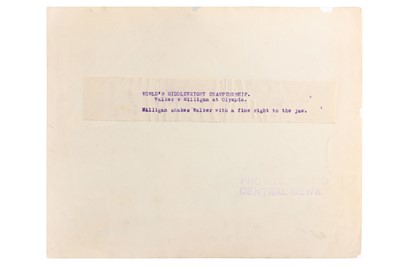 WORLD'S MIDDLEWEIGHT CHAMPIONSHIP.
Walker v Milligan at Olympia.
Milligan shakes Walker with a fine right to the jaw.
CENTRAL NEWS